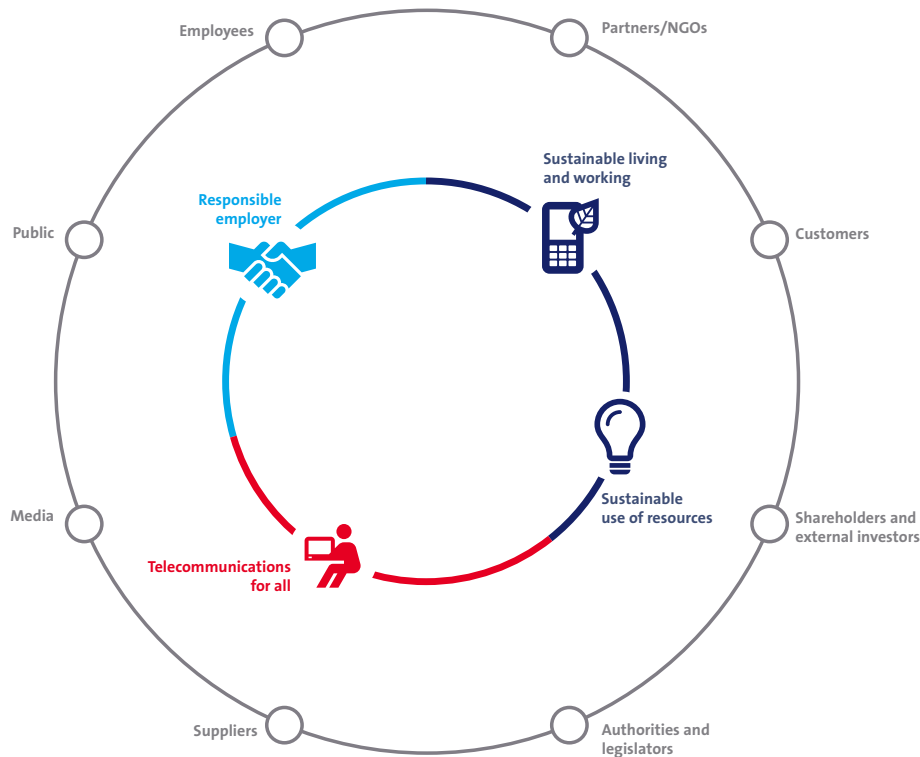 Employees
Partners/NGOs
Sustainable living
and working
Responsible
employer
Public
Customers
Sustainable
use of resources
Media
Shareholders and
external investors
Telecommunications
for all
Suppliers
Authorities and
legislators